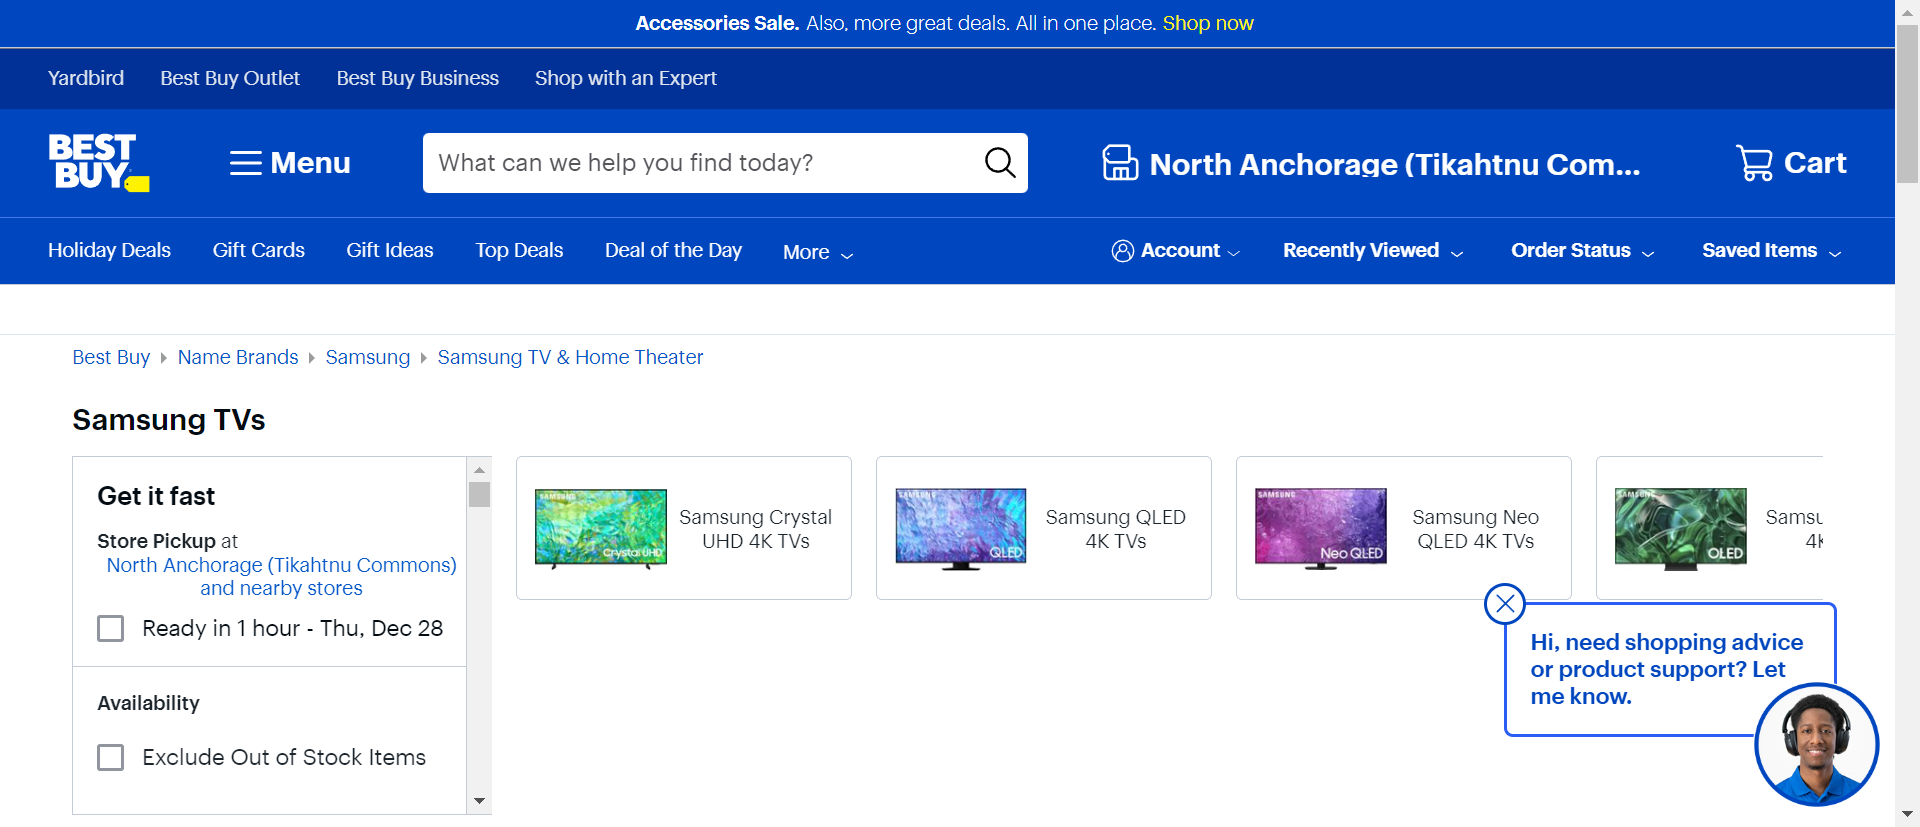 Accessories Sale. Also, more great deals. All in one place. Shop now
Yardbird Best Buy Outlet Best Buy Business Shop with an Expert
BEST BUY
Menu
What can we help you find today?
North Anchorage (Tikahtnu Com...
Cart
Holiday Deals Gift Cards Gift Ideas Top Deals Deal of the Day More
Account Recently Viewed Order Status Saved Items
Best Buy Name Brands Samsung Samsung TV & Home Theater
Samsung TVs
Get it fast
Store Pickup at
North Anchorage (Tikahtnu Commons)
and nearby stores
Ready in 1 hour - Thu, Dec 28
Availability
Exclude Out of Stock Items
SAMSUNG
Crystal UHD
Samsung Crystal
UHD 4K TVs
SAMSUNG
QLED
Samsung QLED
4K TVs
SAMSUNG
Neo QLED
Samsung Neo
QLED 4K TVs
SAMSUNG
OLED
Samsu
4K
Hi, need shopping advice
or product support? Let
me know.